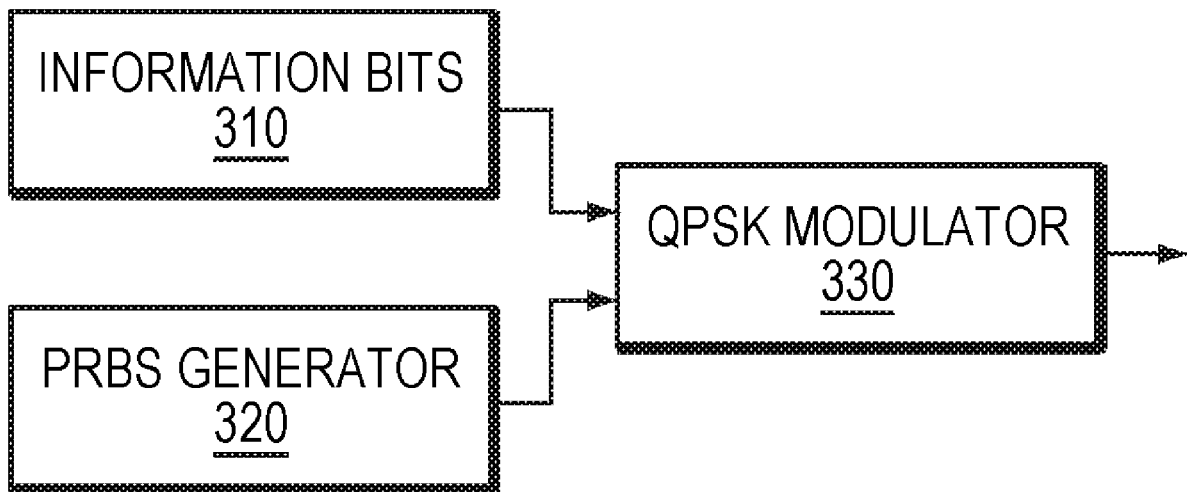 INFORMATION BITS
310
QPSK MODULATOR
330
PRBS GENERATOR
320